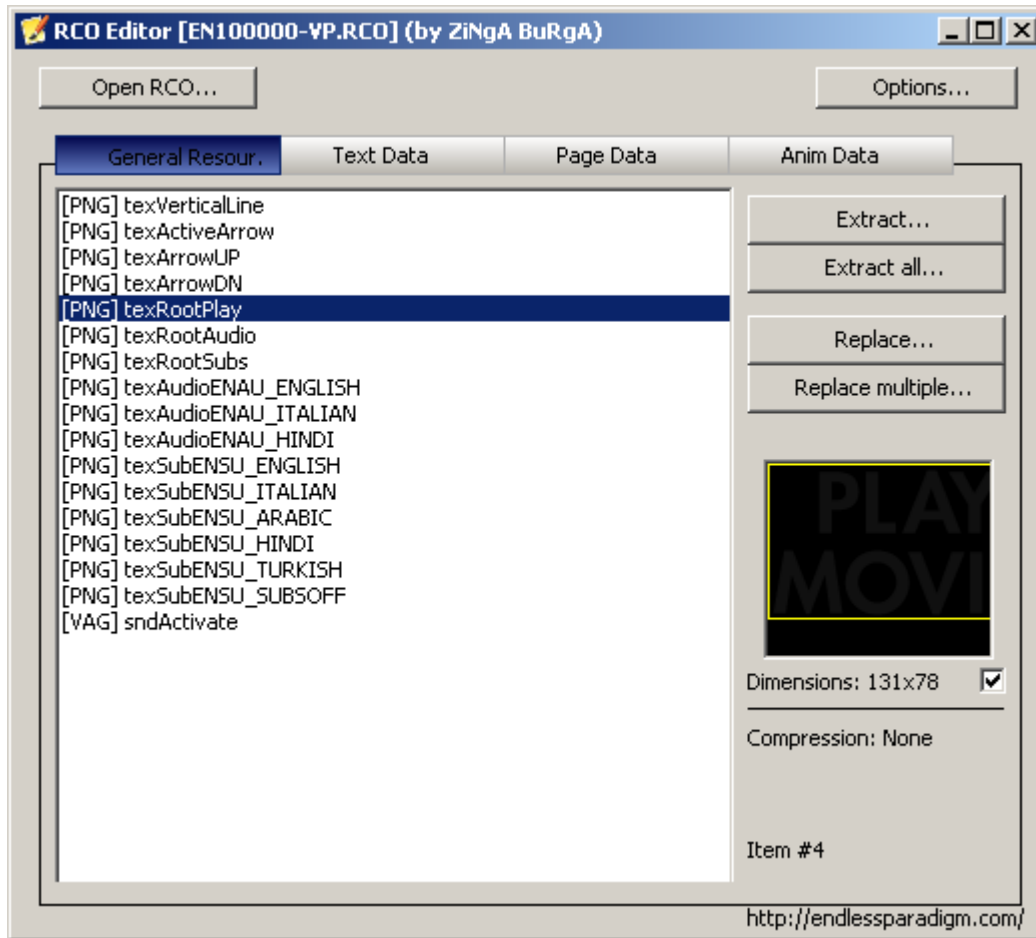 RCO Editor [EN100000-VP.RCO] (by ZiNgA BuRgA)
Open RCO...
Options...
General Resour.
Text Data
Page Data
Anim Data
[PNG] texVerticalLine
[PNG] texActiveArrow
[PNG] texArrowUP
[PNG] texArrowDN
[PNG] texRootPlay
[PNG] texRootAudio
[PNG] texRootSubs
[PNG] texAudioENAU_ENGLISH
[PNG] texAudioENAU_ITALIAN
[PNG] texAudioENAU_HINDI
[PNG] texSubENSU_ENGLISH
[PNG] texSubENSU_ITALIAN
[PNG] texSubENSU_ARABIC
[PNG] texSubENSU_HINDI
[PNG] texSubENSU_TURKISH
[PNG] texSubENSU_SUBSOFF
[VAG] sndActivate
Extract...
Extract all...
Replace...
Replace multiple...
PLAY
MOVI
Dimensions: 131x78
Compression: None
Item #4
http://endlessparadigm.com/